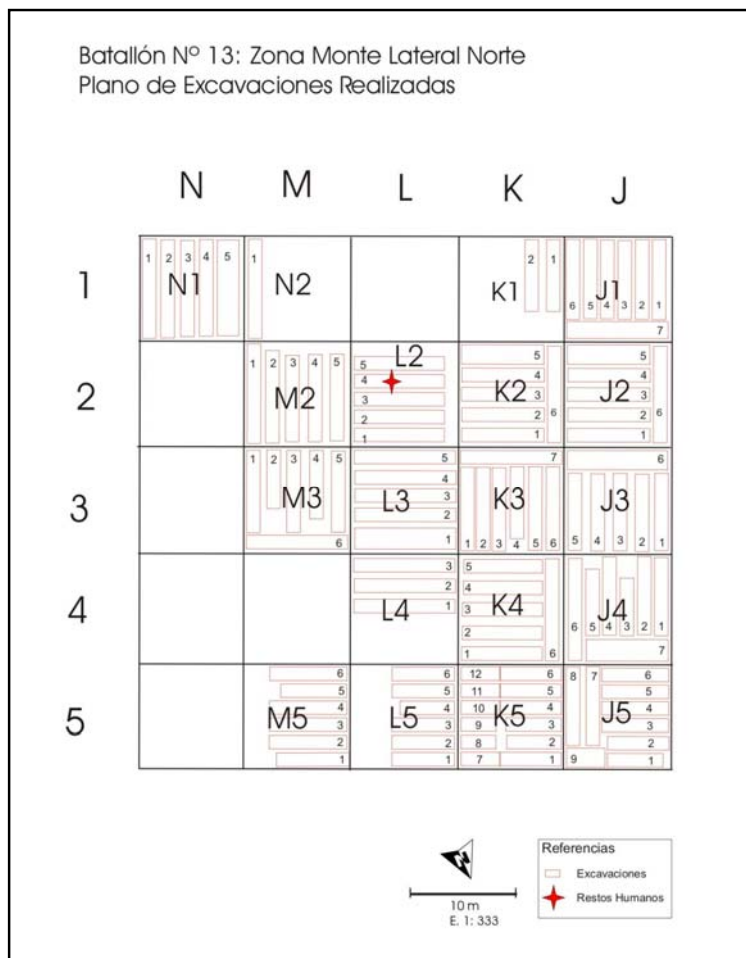 Batallón Nº 13: Zona Monte Lateral Norte
Plano de Excavaciones Realizadas
N M L K J
1
1 2 3 4 5
N1
1
N2
2 1
K1
J1
6 5 4 3 2 1
7
2
1 2 3 4 5
M2
L2
5
4
3
2
1
5
4
3
2
1
6
K2
5
4
3
2
1
6
J2
3
1 2 3 4 5
M3
6
5
4
3
2
1
L3
7
K3
1 2 3 4 5 6
6
J3
5 4 3 2 1
4
3
2
1
L4
5
4
3
2
1
6
K4
J4
6 5 4 3 2 1
7
5
6
5
4
3
2
1
M5
6
5
4
3
2
1
L5
12 6
11 5
10 4
9 3
8 2
7 1
K5
8 7 6
5
4
3
2
9 1
J5
N
10 m
E. 1: 333
Referencias
Excavaciones
Restos Humanos